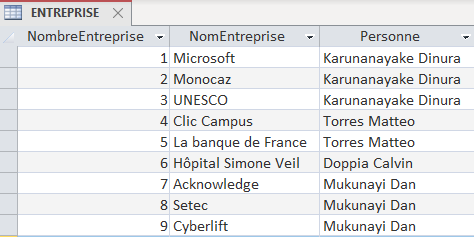 ENTREPRISE
NombreEntreprise NomEntreprise Personne
1 Microsoft Karunanayake Dinura
2 Monocaz Karunanayake Dinura
3 UNESCO Karunanayake Dinura
4 Clic Campus Torres Matteo
5 La banque de France Torres Matteo
6 Hôpital Simone Veil Doppia Calvin
7 Acknowledge Mukunayi Dan
8 Setec Mukunayi Dan
9 Cyberlift Mukunayi Dan